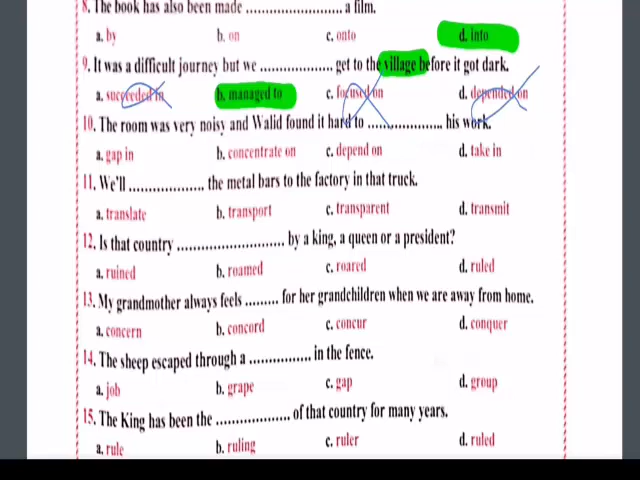 8. The book has also been made ..................... a film.
a. by b. on c. onto d. into
9. It was a difficult journey but we ................... get to the village before it got dark.
a. succeeded in b. managed to c. focused on d. depended on
10. The room was very noisy and Walid found it hard to ................... his work.
a. gap in b. concentrate on c. depend on d. take in
11. We'll ................... the metal bars to the factory in that truck.
a. translate b. transport c. transparent d. transmit
12. Is that country ........................... by a king, a queen or a president?
a. ruined b. roamed c. roared d. ruled
13. My grandmother always feels ......... for her grandchildren when we are away from home.
a. concern b. concord c. concur d. conquer
14. The sheep escaped through a ................ in the fence.
a. job b. grape c. gap d. group
15. The King has been the ................... of that country for many years.
a. rule b. ruling c. ruler d. ruled